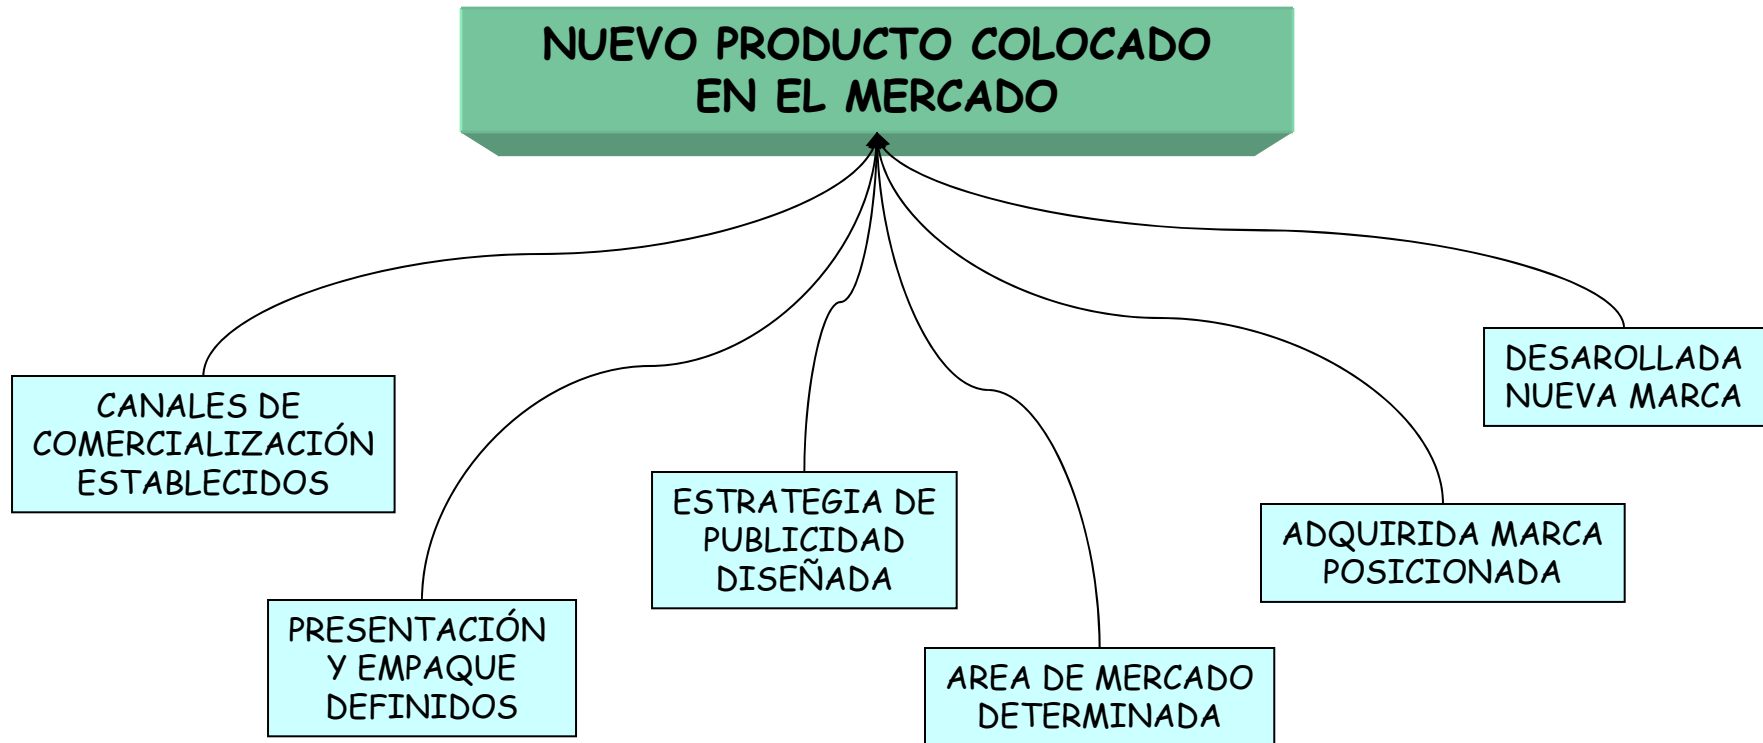 NUEVO PRODUCTO COLOCADO
EN EL MERCADO
CANALES DE
COMERCIALIZACIÓN
ESTABLECIDOS
PRESENTACIÓN
Y EMPAQUE
DEFINIDOS
ESTRATEGIA DE
PUBLICIDAD
DISEÑADA
AREA DE MERCADO
DETERMINADA
ADQUIRIDA MARCA
POSICIONADA
DESAROLLADA
NUEVA MARCA